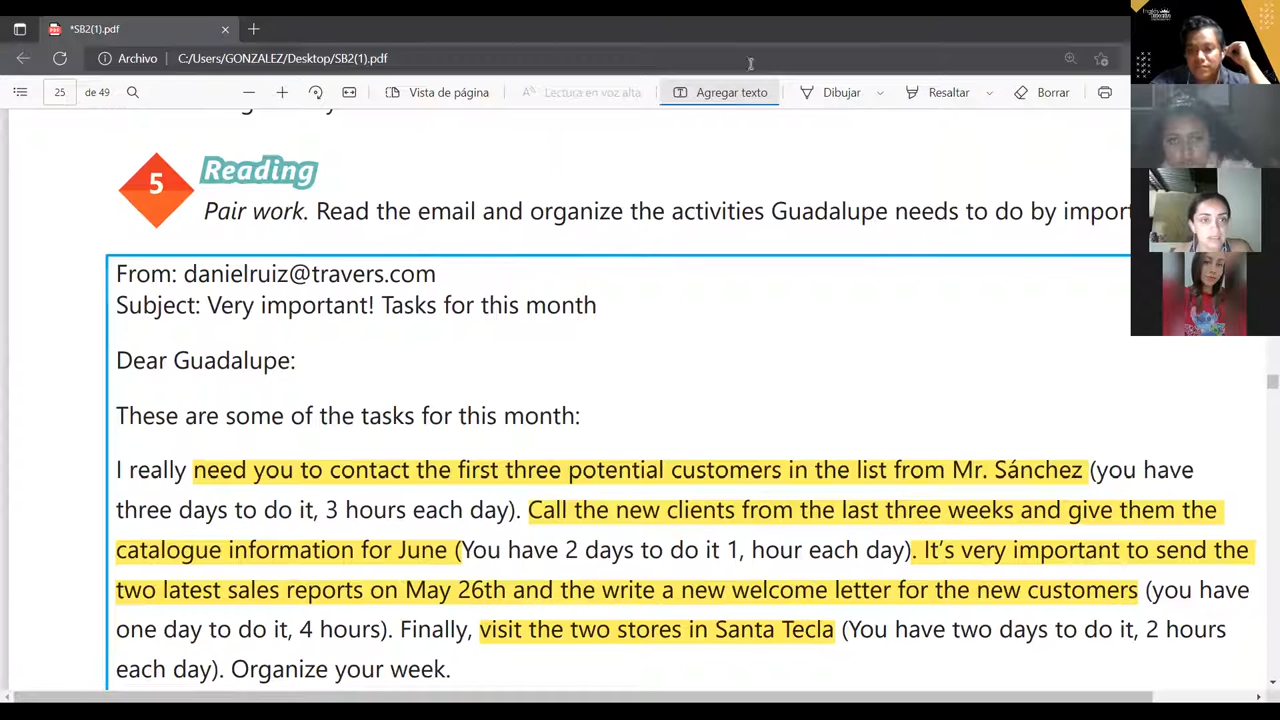 *SB2(1).pdf
Archivo C:/Users/GONZALEZ/Desktop/SB2(1).pdf
25 de 49 Vista de página Lectura en voz alta Agregar texto Dibujar Resaltar Borrar
5 Reading
Pair work. Read the email and organize the activities Guadalupe needs to do by import
From: danielruiz@travers.com
Subject: Very important! Tasks for this month
Dear Guadalupe:
These are some of the tasks for this month:
I really need you to contact the first three potential customers in the list from Mr. Sánchez (you have
three days to do it, 3 hours each day). Call the new clients from the last three weeks and give them the
catalogue information for June (You have 2 days to do it 1, hour each day). It's very important to send the
two latest sales reports on May 26th and the write a new welcome letter for the new customers (you have
one day to do it, 4 hours). Finally, visit the two stores in Santa Tecla (You have two days to do it, 2 hours
each day). Organize your week.